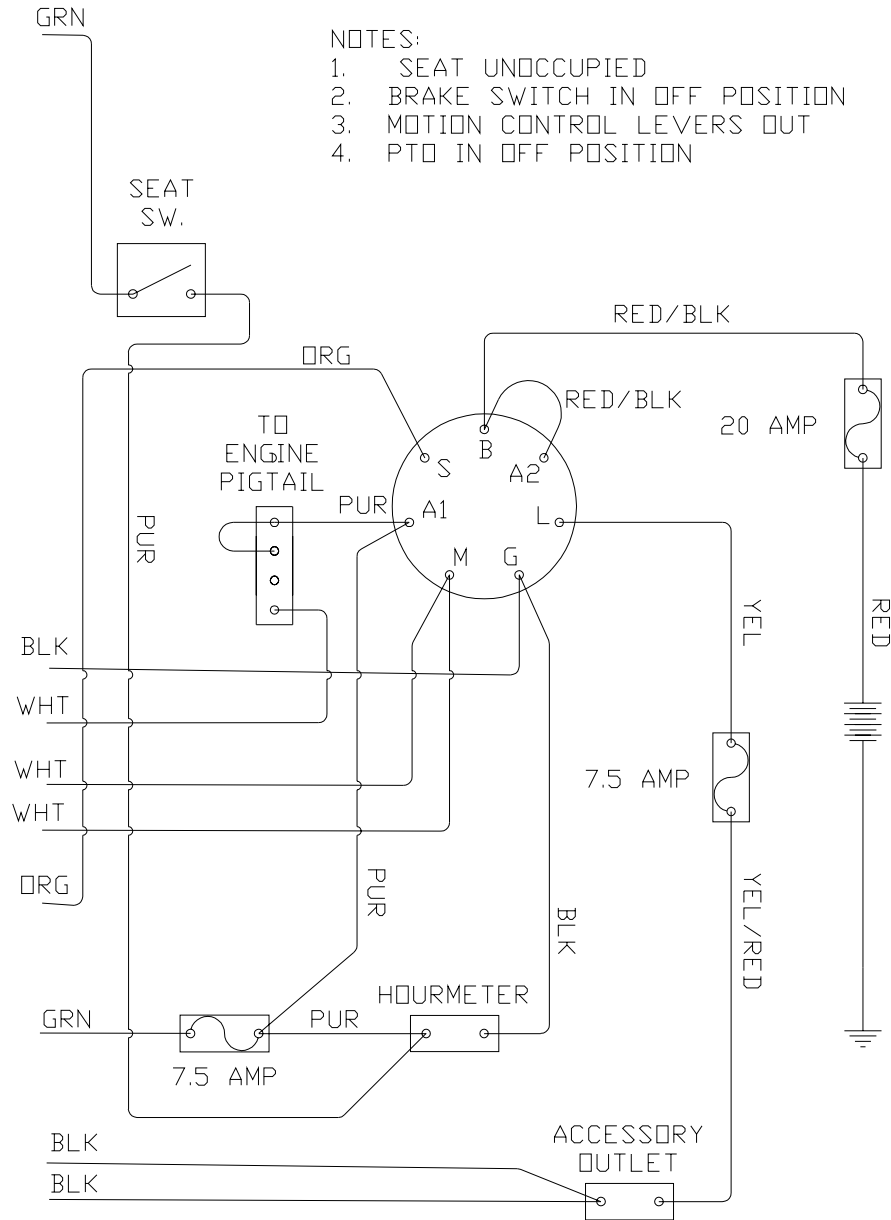 GRN
NOTES:
1. SEAT UNOCCUPIED
2. BRAKE SWITCH IN OFF POSITION
3. MOTION CONTROL LEVERS OUT
4. PTO IN OFF POSITION
SEAT
SW.
RED/BLK
ORG
RED/BLK
20 AMP
TO
ENGINE
PIGTAIL
B
S
A2
PUR
A1
L
M
G
PUR
YEL
RED
BLK
WHT
WHT
7.5 AMP
WHT
ORG
PUR
BLK
YEL/RED
HOURMETER
GRN
PUR
7.5 AMP
BLK
ACCESSORY
OUTLET
BLK